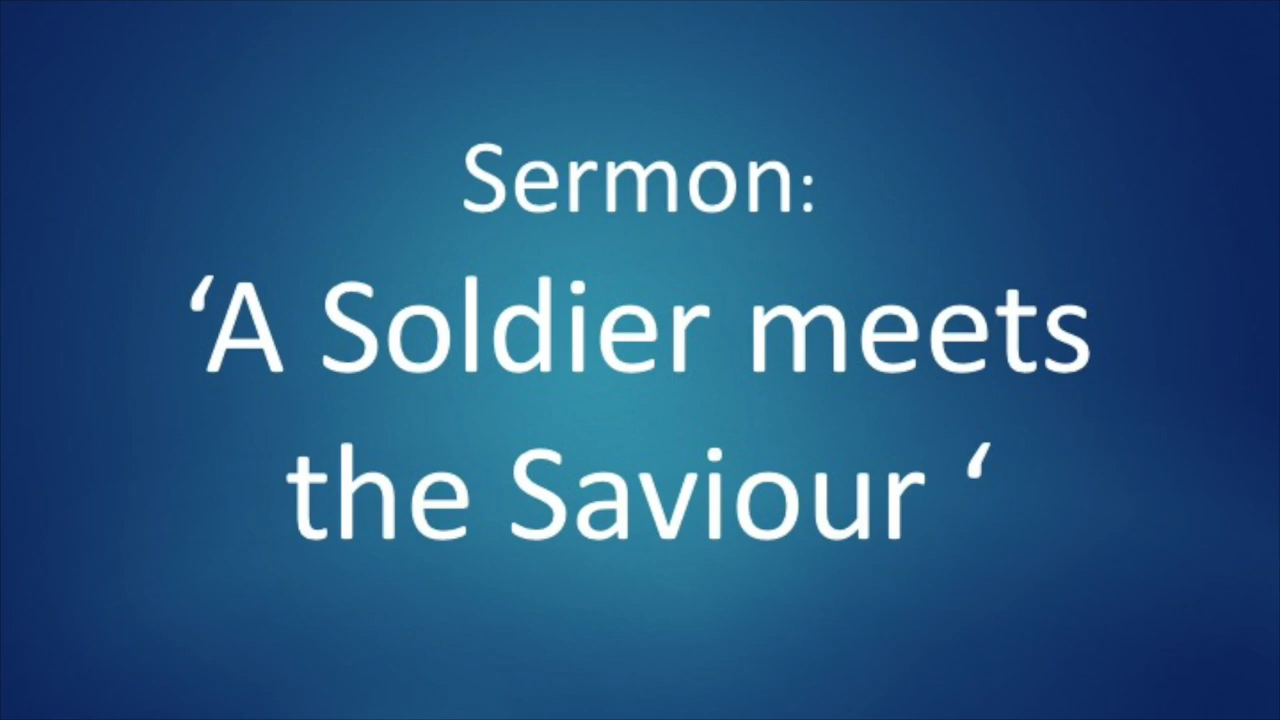 Sermon:
‘A Soldier meets
the Saviour ‘